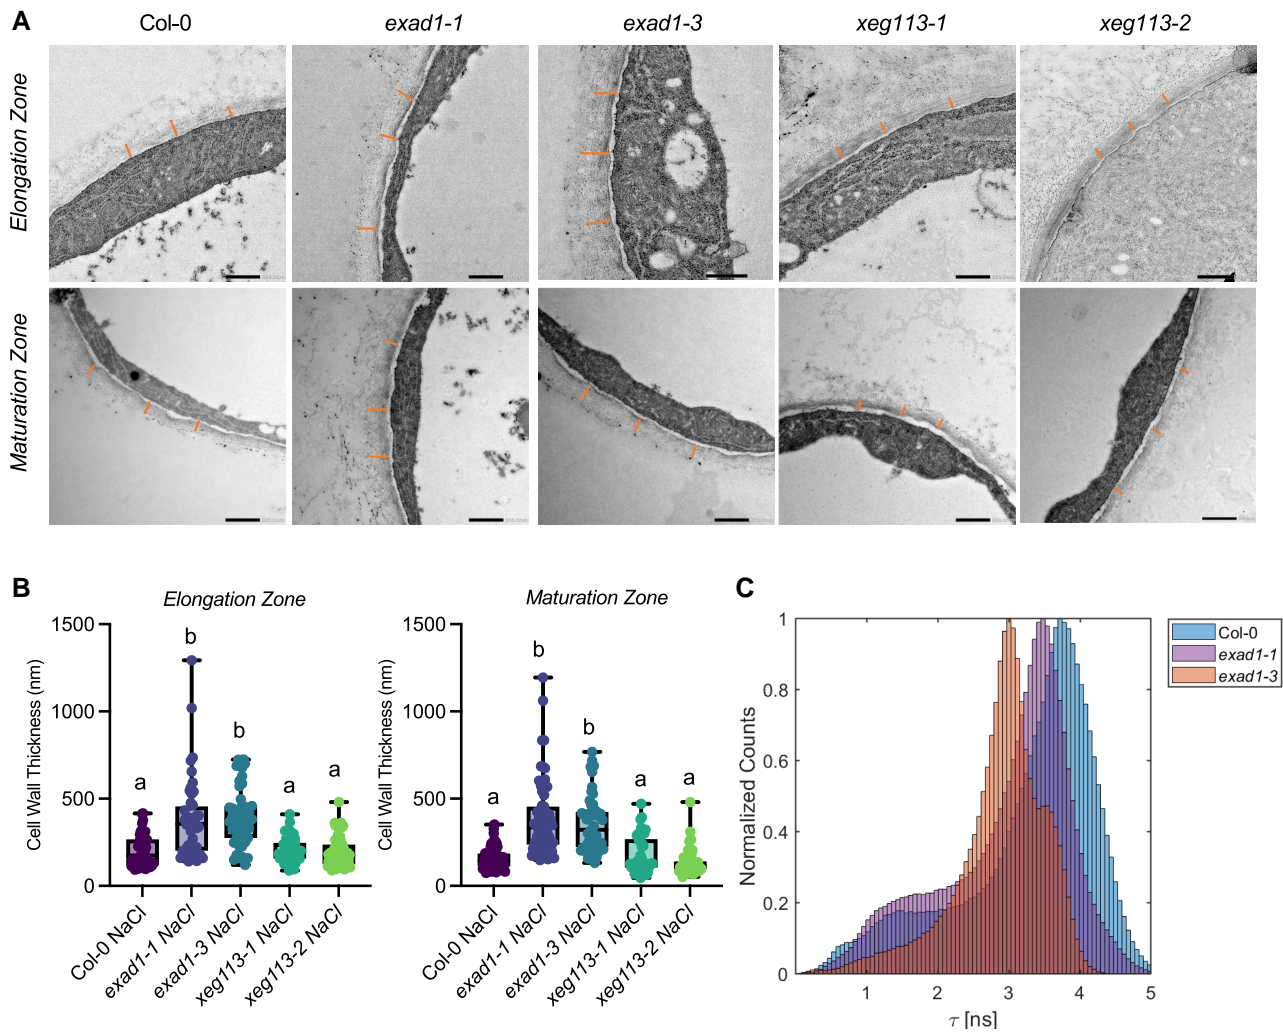 A
Col-0
exad1-1
exad1-3
xeg113-1
xeg113-2
Elongation Zone
Maturation Zone
B
Elongation Zone
Cell Wall Thickness (nm)
1500
1000
500
0
a
b
b
a
a
Col-0 NaCl
exad1-1 NaCl
exad1-3 NaCl
xeg113-1 NaCl
xeg113-2 NaCl
Maturation Zone
Cell Wall Thickness (nm)
1500
1000
500
0
a
b
b
a
a
Col-0 NaCl
exad1-1 NaCl
exad1-3 NaCl
xeg113-1 NaCl
xeg113-2 NaCl
C
Normalized Counts
1
0.8
0.6
0.4
0.2
0
1
2
3
4
5
τ [ns]
Col-0
exad1-1
exad1-3